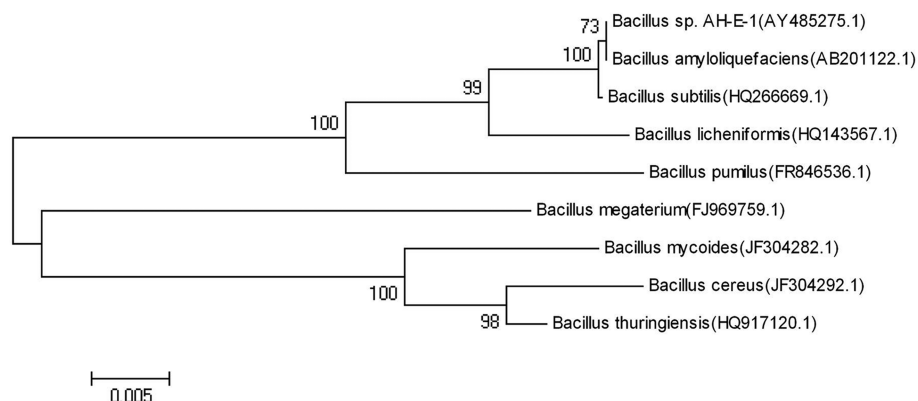 73
Bacillus sp. AH-E-1(AY485275.1)
100
Bacillus amyloliquefaciens(AB201122.1)
99
Bacillus subtilis(HQ266669.1)
100
Bacillus licheniformis(HQ143567.1)
Bacillus pumilus(FR846536.1)
Bacillus megaterium(FJ969759.1)
Bacillus mycoides(JF304282.1)
100
Bacillus cereus(JF304292.1)
98
Bacillus thuringiensis(HQ917120.1)
0.005